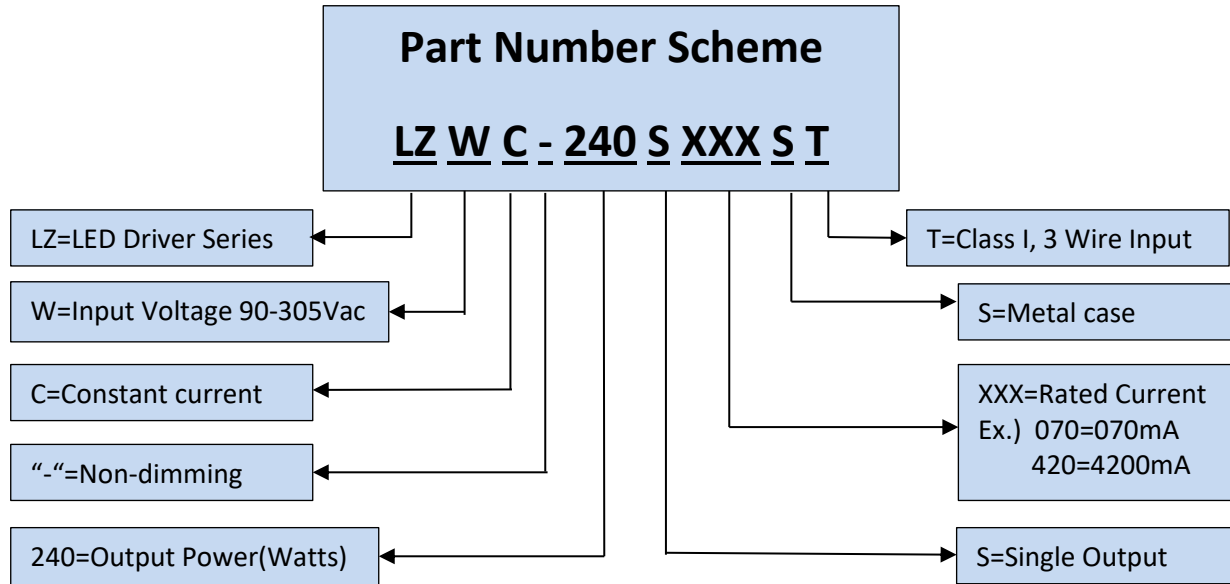 Part Number Scheme
LZ W C - 240 S XXX S T
LZ=LED Driver Series
W=Input Voltage 90-305Vac
C=Constant current
“-“=Non-dimming
240=Output Power(Watts)
T=Class I, 3 Wire Input
S=Metal case
XXX=Rated Current
Ex.) 070=070mA
420=4200mA
S=Single Output